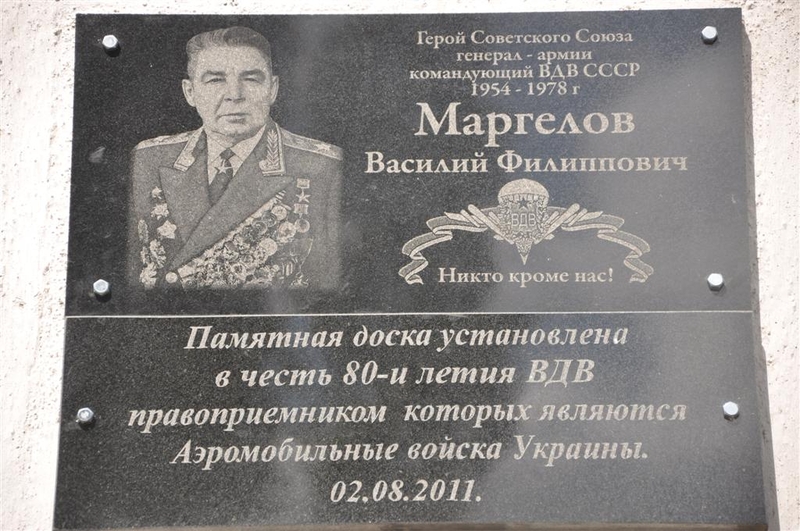 Герой Советского Союза
генерал - армии
командующий ВДВ СССР
1954 - 1978 г
Маргелов
Василий Филиппович
ВДВ
Никто кроме нас!
Памятная доска установлена
в честь 80-и летия ВДВ
правоприемником которых являются
Аэромобильные войска Украины.
02.08.2011.